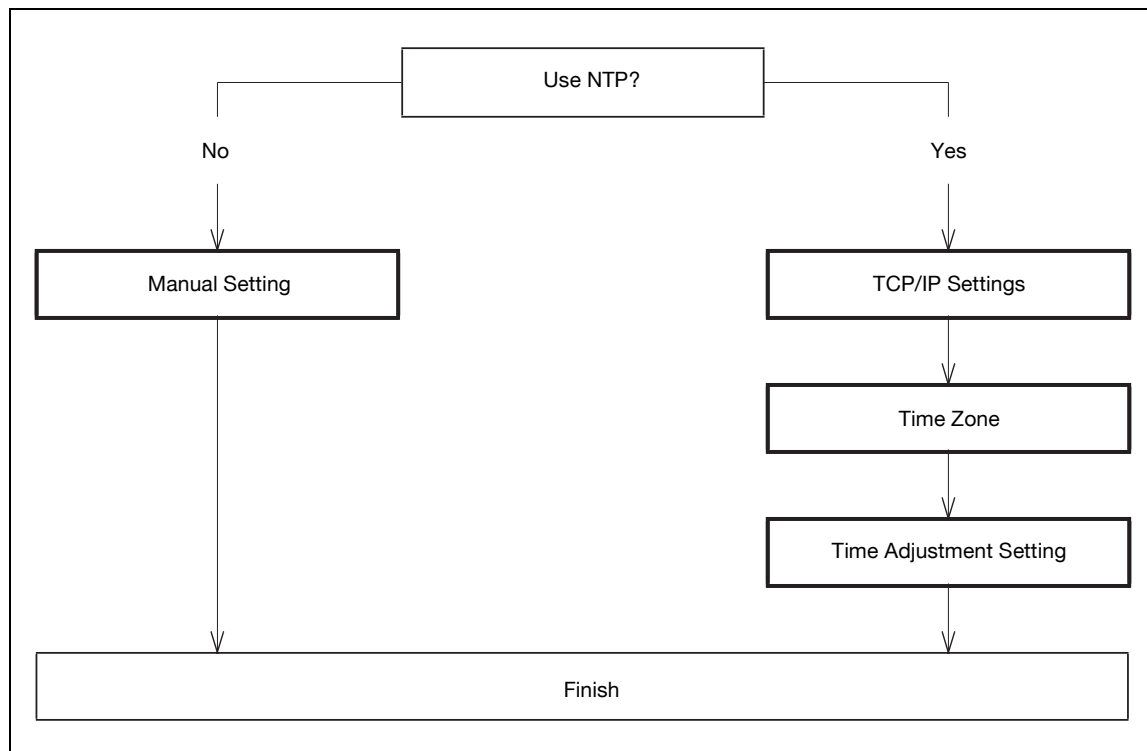 Use NTP?
No
Yes
Manual Setting
TCP/IP Settings
Time Zone
Time Adjustment Setting
Finish